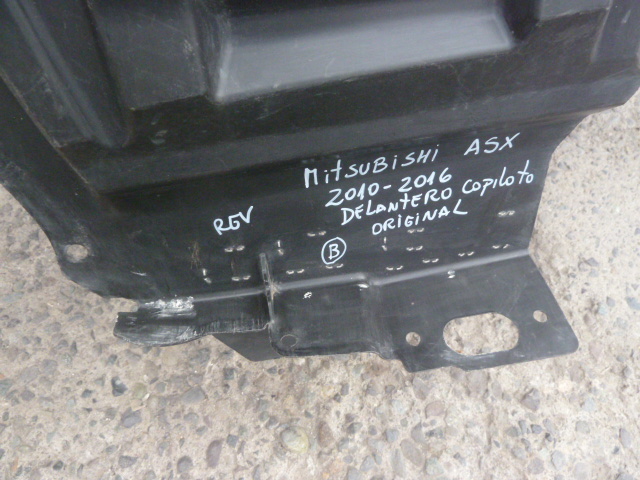 MitSUBiSHi ASX
2010-2016
DELANtERO copiloto
ORIGINAL
RGV
B